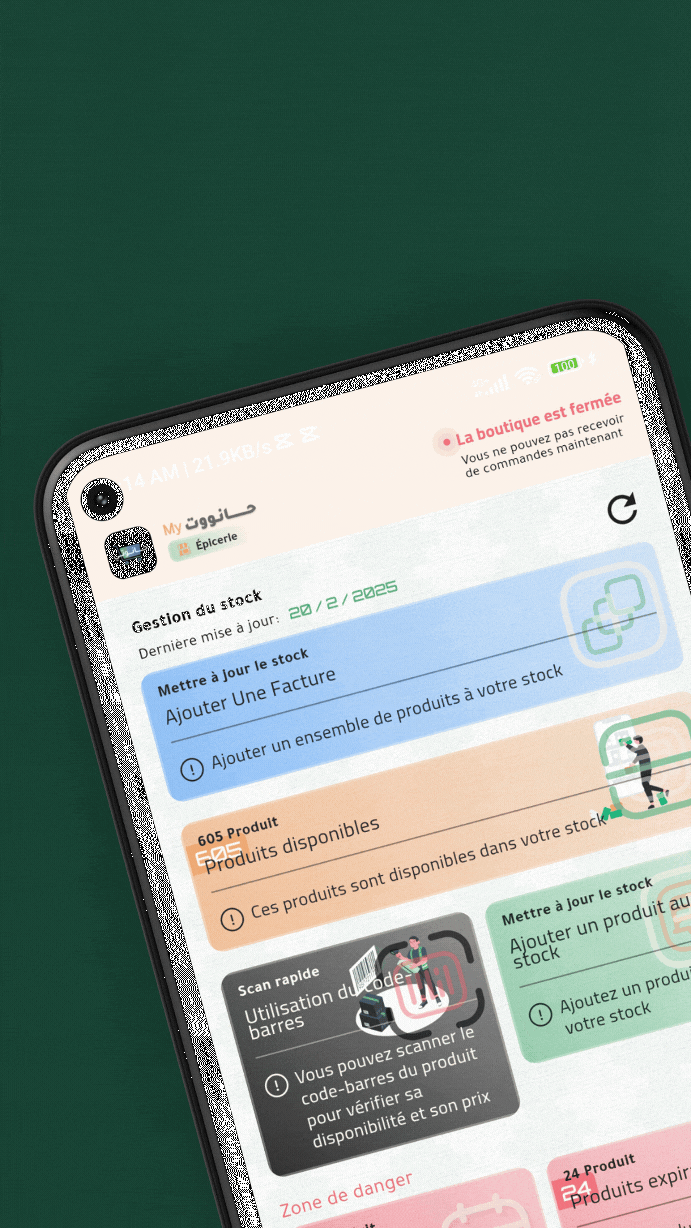 14 AM | 21.9KB/s
100
La boutique est fermée
Vous ne pouvez pas recevoir
de commandes maintenant
My حــانووت
Épicerie
Gestion du stock
Dernière mise à jour: 20/2/2025
Mettre à jour le stock
Ajouter Une Facture
Ajouter un ensemble de produits à votre stock
605 Produit
605
Produits disponibles
Ces produits sont disponibles dans votre stock
Scan rapide
Utilisation du code-
barres
Vous pouvez scanner le
code-barres du produit
pour vérifier sa
disponibilité et son prix
Mettre à jour le stock
Ajouter un produit au
stock
Ajoutez un produi
votre stock
Zone de danger
24 Produit
24
Produits expir